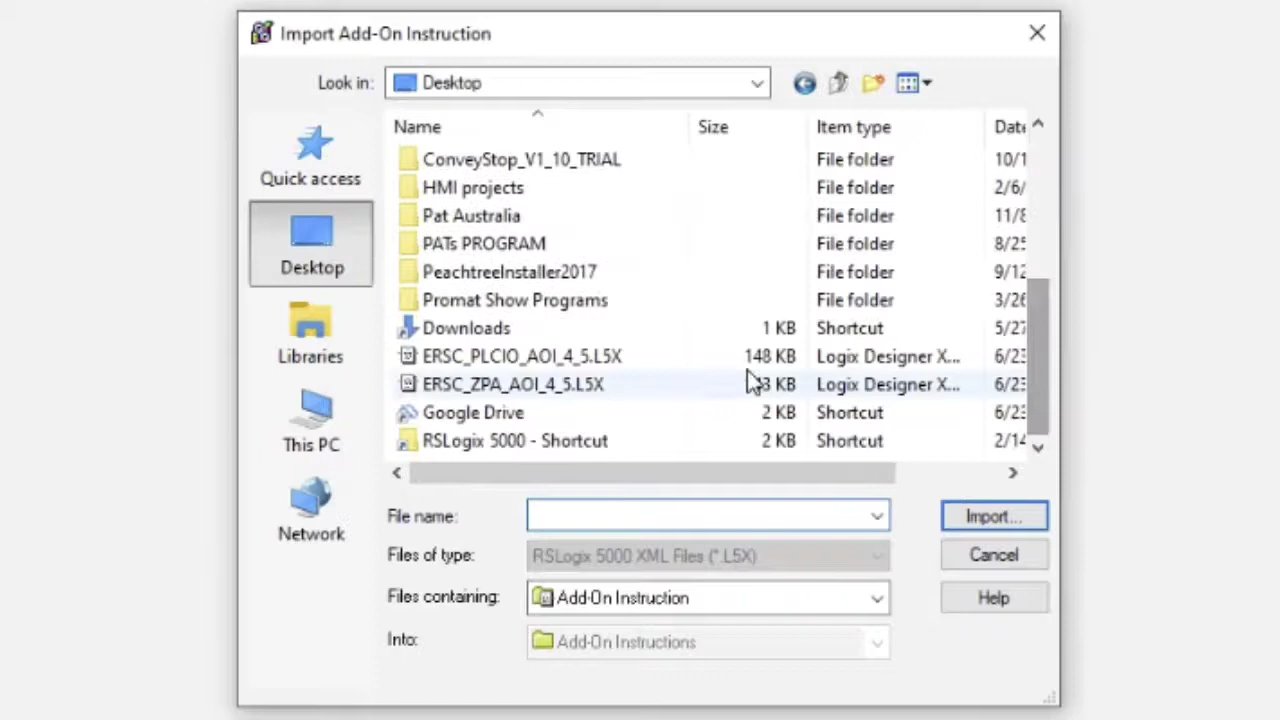 Import Add-On Instruction
Look in: Desktop
Name Size Item type Date
Quick access
Desktop
Libraries
This PC
Network
ConveyStop_V1_10_TRIAL File folder 10/1
HMI projects File folder 2/6/
Pat Australia File folder 11/8
PATs PROGRAM File folder 8/25
PeachtreeInstaller2017 File folder 9/12
Promat Show Programs File folder 3/26
Downloads 1 KB Shortcut 5/27
ERSC_PLCIO_AOI_4_5.L5X 148 KB Logix Designer X... 6/23
ERSC_ZPA_AOI_4_5.L5X KB Logix Designer X... 6/23
Google Drive 2 KB Shortcut 6/23
RSLogix 5000 - Shortcut 2 KB Shortcut 2/14
File name: Import...
Files of type: RSLogix 5000 XML Files (*.L5X) Cancel
Files containing: Add-On Instruction Help
Into: Add-On Instructions